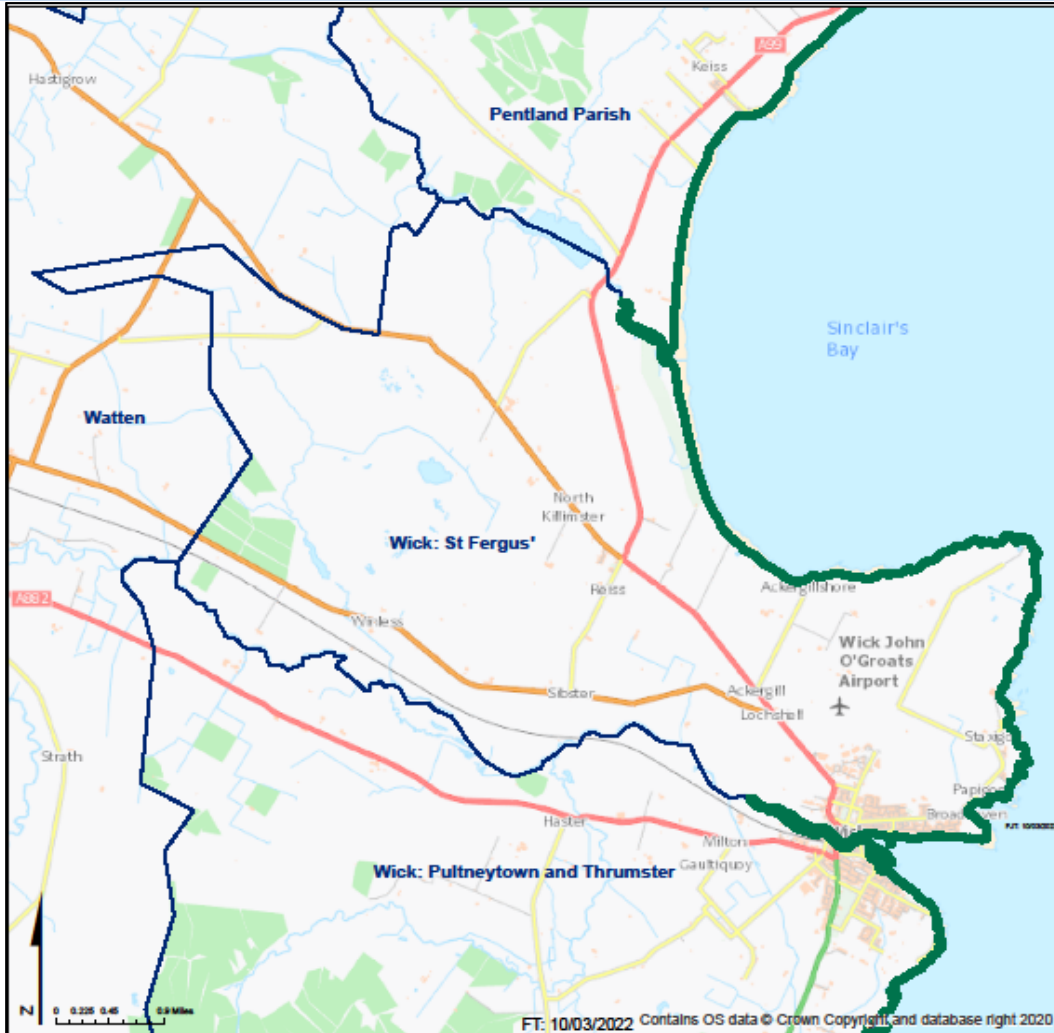 A99
Keiss
Hastigrow
Pentland Parish
Sinclair's
Bay
Watten
North
Killimster
Wick: St Fergus'
Reiss
Ackergillshore
A882
Winless
Wick John
O'Groats
Airport
Sibster
Ackergill
Lochshell
Strath
Staxigoe
Papigoe
Haster
Milton
Gaultiquoy
Wick: Pultneytown and Thrumster
N
0 0.225 0.45 0.9 Miles
FT: 10/03/2022 Contains OS data © Crown Copyright and database right 2020